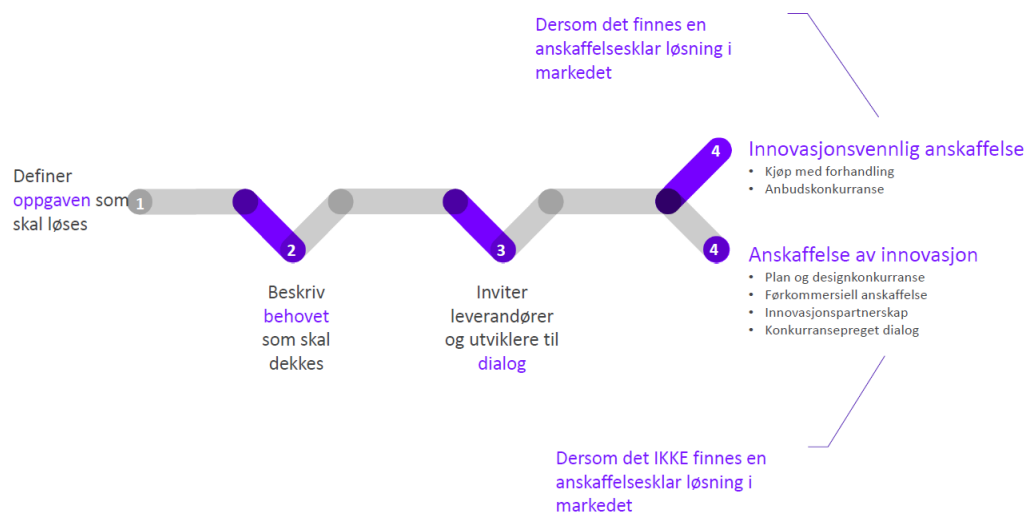 Dersom det finnes en
anskaffelsesklar løsning i
markedet
Definer
oppgaven som
skal løses
1
2
Beskriv
behovet
som skal
dekkes
3
Inviter
leverandører
og utviklere til
dialog
4
Innovasjonsvennlig anskaffelse
• Kjøp med forhandling
• Anbudskonkurranse
4
Anskaffelse av innovasjon
• Plan og designkonkurranse
• Førkommersiell anskaffelse
• Innovasjonspartnerskap
• Konkurransepreget dialog
Dersom det IKKE finnes en
anskaffelsesklar løsning i
markedet